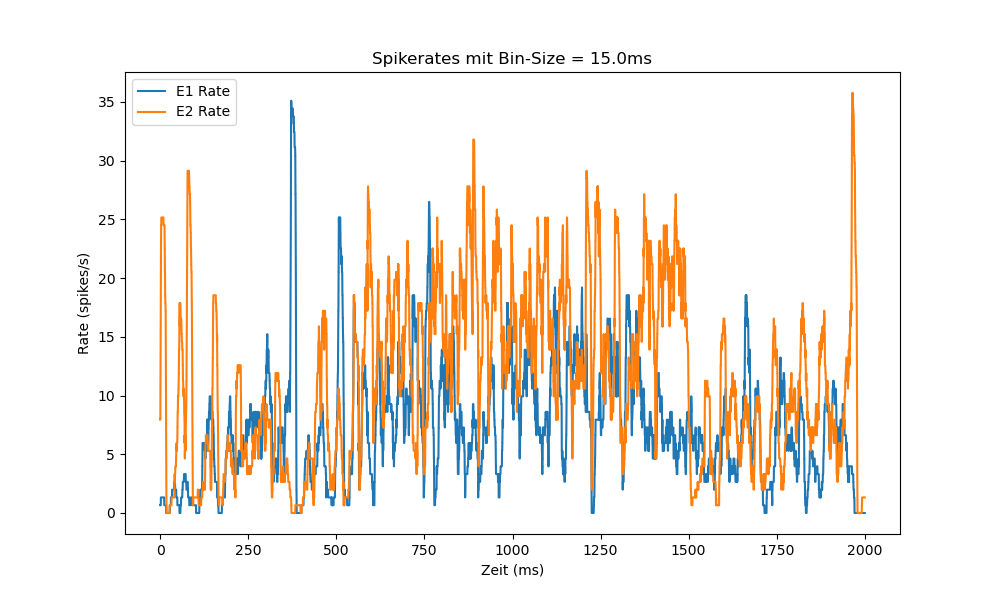 Spikerates mit Bin-Size = 15.0ms
E1 Rate
E2 Rate
Rate (spikes/s)
35
30
25
20
15
10
5
0
0 250 500 750 1000 1250 1500 1750 2000
Zeit (ms)